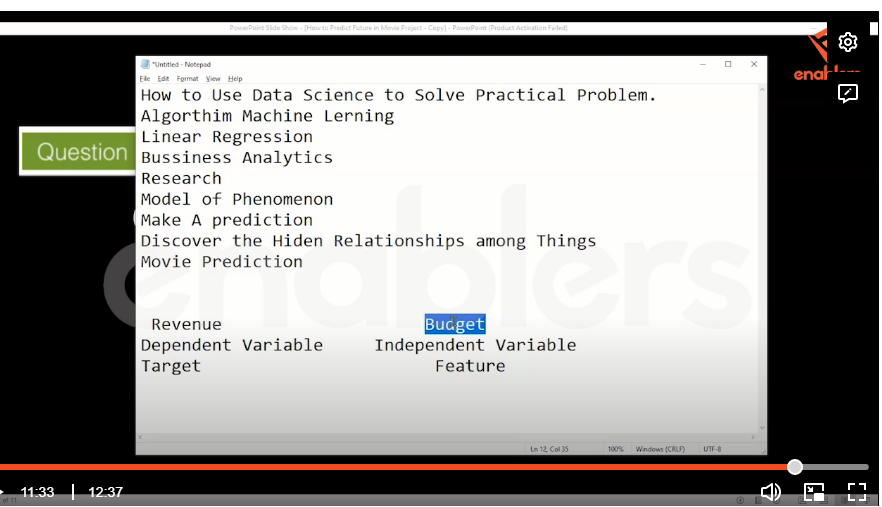 PowerPoint Slide Show - [How to Predict Future in Movie Project - Copy] - PowerPoint (Product Activation Failed)
*Untitled - Notepad
File Edit Format View Help
How to Use Data Science to Solve Practical Problem.
Algorthim Machine Lerning
Linear Regression
Bussiness Analytics
Research
Model of Phenomenon
Make A prediction
Discover the Hiden Relationships among Things
Movie Prediction
Revenue Budget
Dependent Variable Independent Variable
Target Feature
Question
enablers
Ln 12, Col 35 100% Windows (CRLF) UTF-8
11:33 12:37
of 11